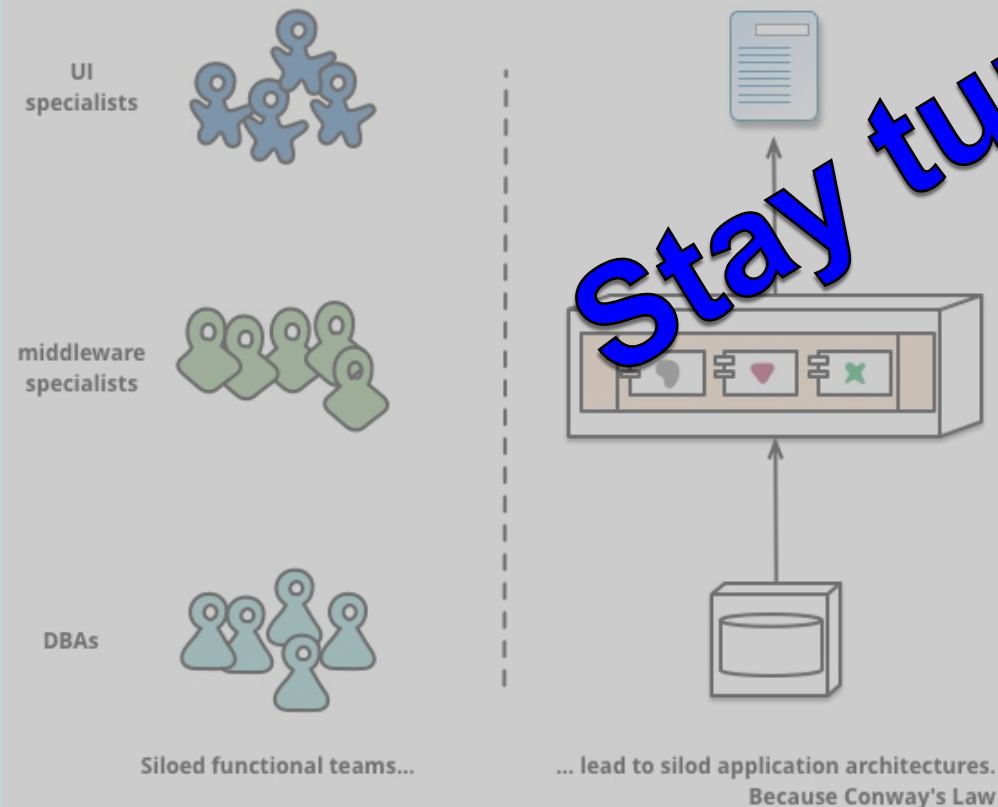 UI
specialists
Stay tu
middleware
specialists
DBAs
Siloed functional teams...
... lead to silod application architectures.
Because Conway's Law